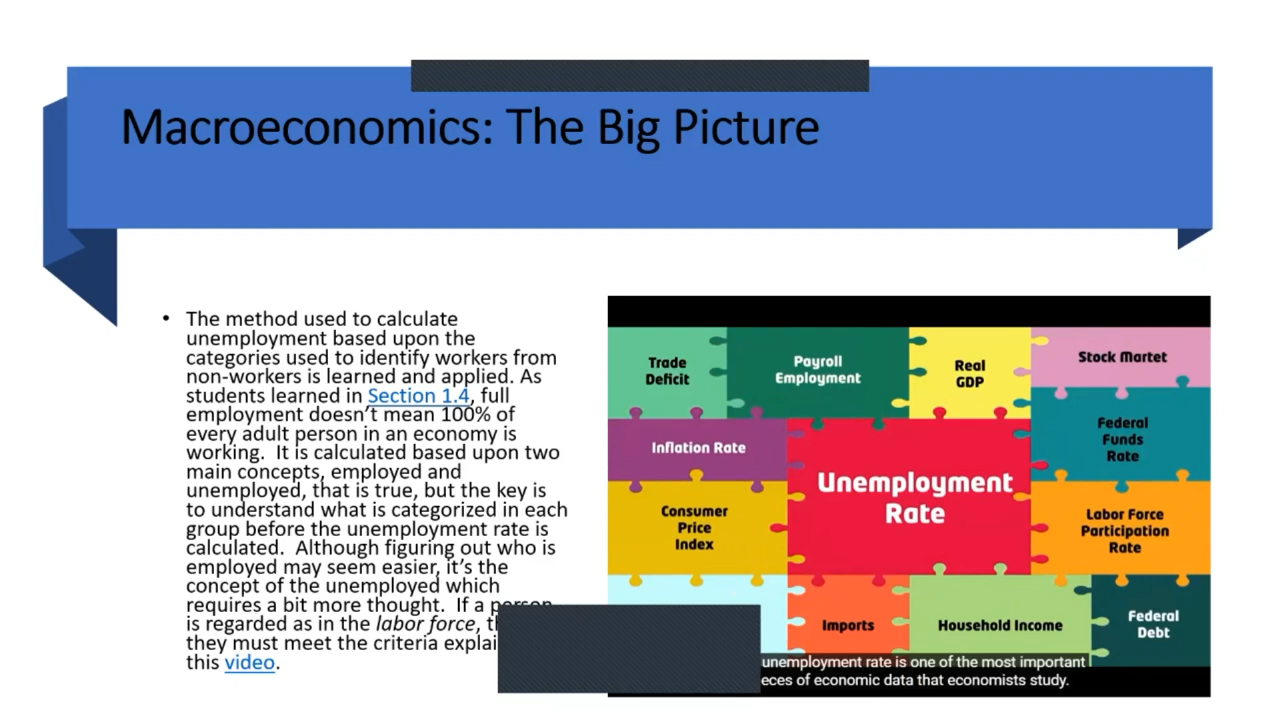 Macroeconomics: The Big Picture
• The method used to calculate
unemployment based upon the
categories used to identify workers from
non-workers is learned and applied. As
students learned in Section 1.4, full
employment doesn't mean 100% of
every adult person in an economy is
working. It is calculated based upon two
main concepts, employed and
unemployed, that is true, but the key is
to understand what is categorized in each
group before the unemployment rate is
calculated. Although figuring out who is
employed may seem easier, it's the
concept of the unemployed which
requires a bit more thought. If a person
is regarded as in the labor force,
they must meet the criteria
this video.
Trade
Deficit
Payroll
Employment
Real
GDP
Stock Martet
Inflation Rate
Unemployment
Rate
Federal
Funds
Rate
Consumer
Price
Index
Labor Force
Participation
Rate
Imports
Household Income
Federal
Debt
unemployment rate is one of the most important
of economic data that economists study.